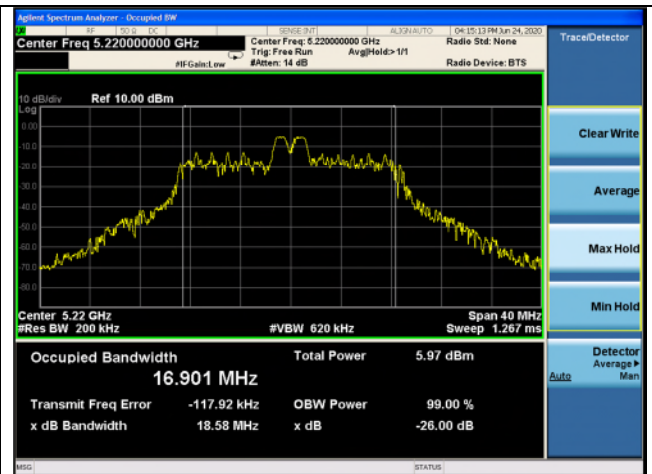 Agilent Spectrum Analyzer - Occupied BW
RF 50 Ω DC SENSE:INT ALIGN AUTO 04:15:13 PM Jun 24, 2020
Center Freq 5.220000000 GHz
Center Freq: 5.220000000 GHz
Radio Std: None
Trig: Free Run Avg|Hold:>1/1
#IFGain:Low #Atten: 14 dB Radio Device: BTS
Trace/Detector
10 dB/div Ref 10.00 dBm
Log
0.00
-10.0
-20.0
-30.0
-40.0
-50.0
-60.0
-70.0
-80.0
Center 5.22 GHz Span 40 MHz
#Res BW 200 kHz #VBW 620 kHz Sweep 1.267 ms
Occupied Bandwidth Total Power 5.97 dBm
16.901 MHz
Transmit Freq Error -117.92 kHz OBW Power 99.00 %
x dB Bandwidth 18.58 MHz x dB -26.00 dB
Clear Write
Average
Max Hold
Min Hold
Detector
Average▶
Auto Man
MSG STATUS